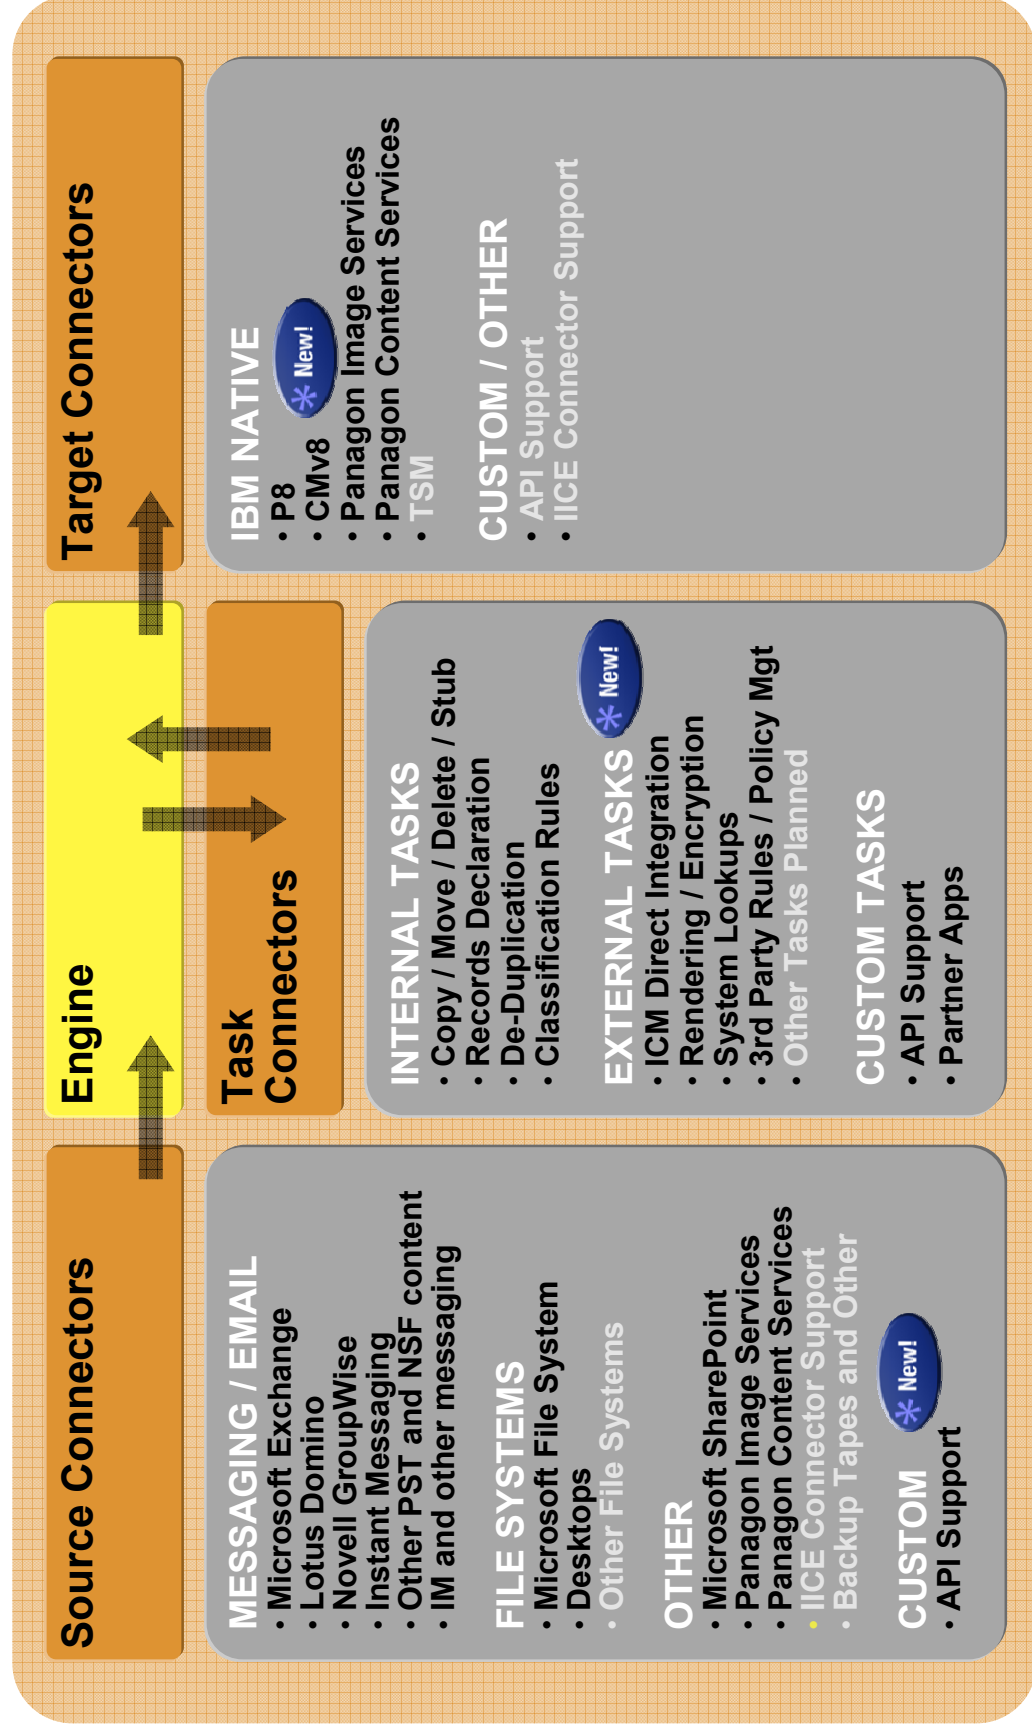 Source Connectors
MESSAGING / EMAIL
• Microsoft Exchange
• Lotus Domino
• Novell GroupWise
• Instant Messaging
• Other PST and NSF content
• IM and other messaging
FILE SYSTEMS
• Microsoft File System
• Desktops
• Other File Systems
OTHER
• Microsoft SharePoint
• Panagon Image Services
• Panagon Content Services
• IICE Connector Support
• Backup Tapes and Other
CUSTOM
* New!
• API Support
Engine
Task
Connectors
INTERNAL TASKS
• Copy / Move / Delete / Stub
• Records Declaration
• De-Duplication
• Classification Rules
EXTERNAL TASKS
* New!
• ICM Direct Integration
• Rendering / Encryption
• System Lookups
• 3rd Party Rules / Policy Mgt
• Other Tasks Planned
CUSTOM TASKS
• API Support
• Partner Apps
Target Connectors
IBM NATIVE
• P8
• CMv8
* New!
• Panagon Image Services
• Panagon Content Services
• TSM
CUSTOM / OTHER
• API Support
• IICE Connector Support